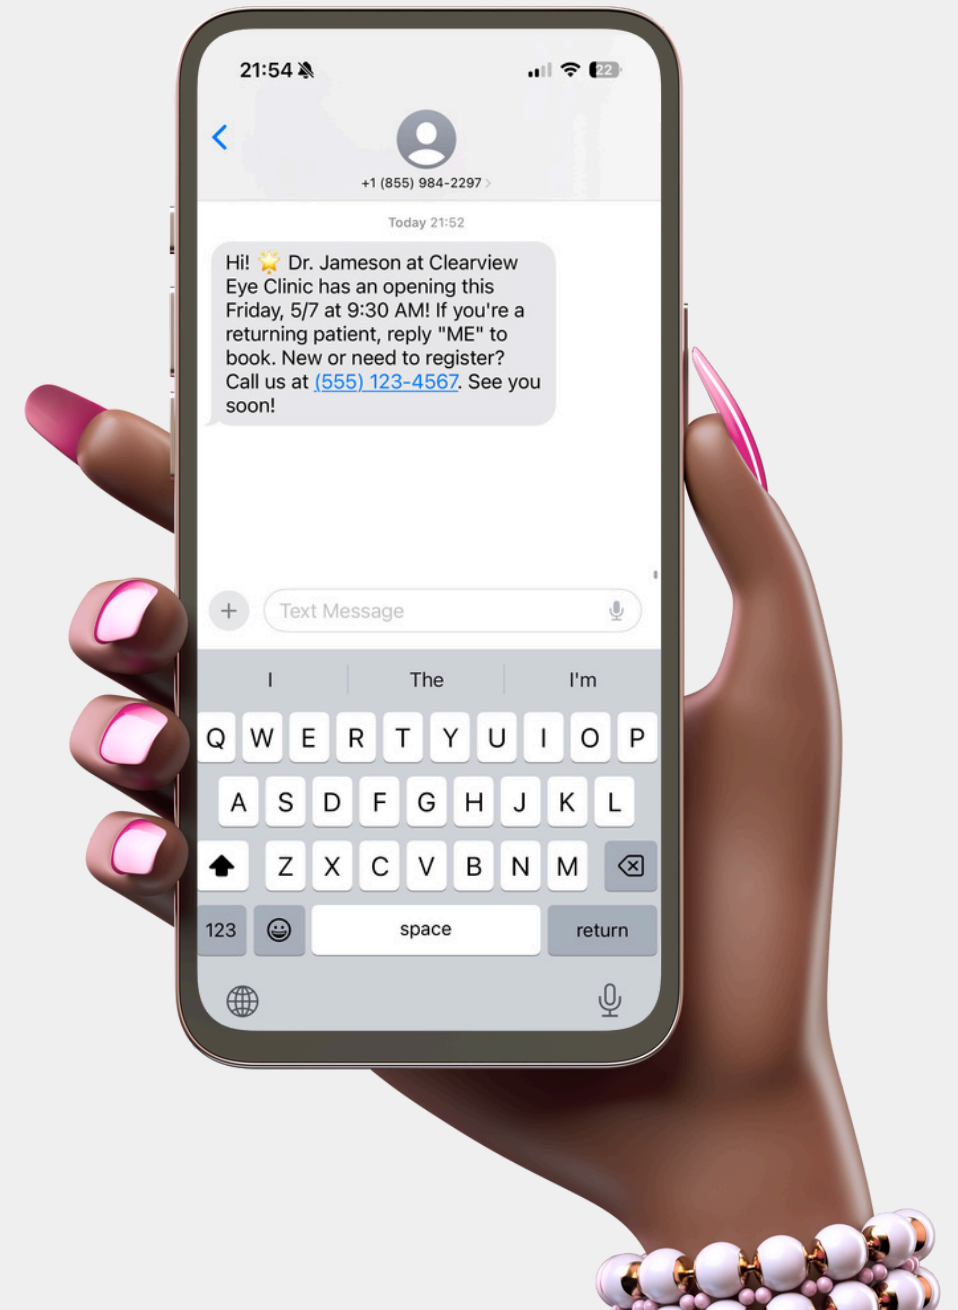 21:54
22
+1 (855) 984-2297
Today 21:52
Hi! 🌟 Dr. Jameson at Clearview
Eye Clinic has an opening this
Friday, 5/7 at 9:30 AM! If you're a
returning patient, reply "ME" to
book. New or need to register?
Call us at (555) 123-4567. See you
soon!
Text Message
I The I'm
Q W E R T Y U I O P
A S D F G H J K L
Z X C V B N M
123 space return